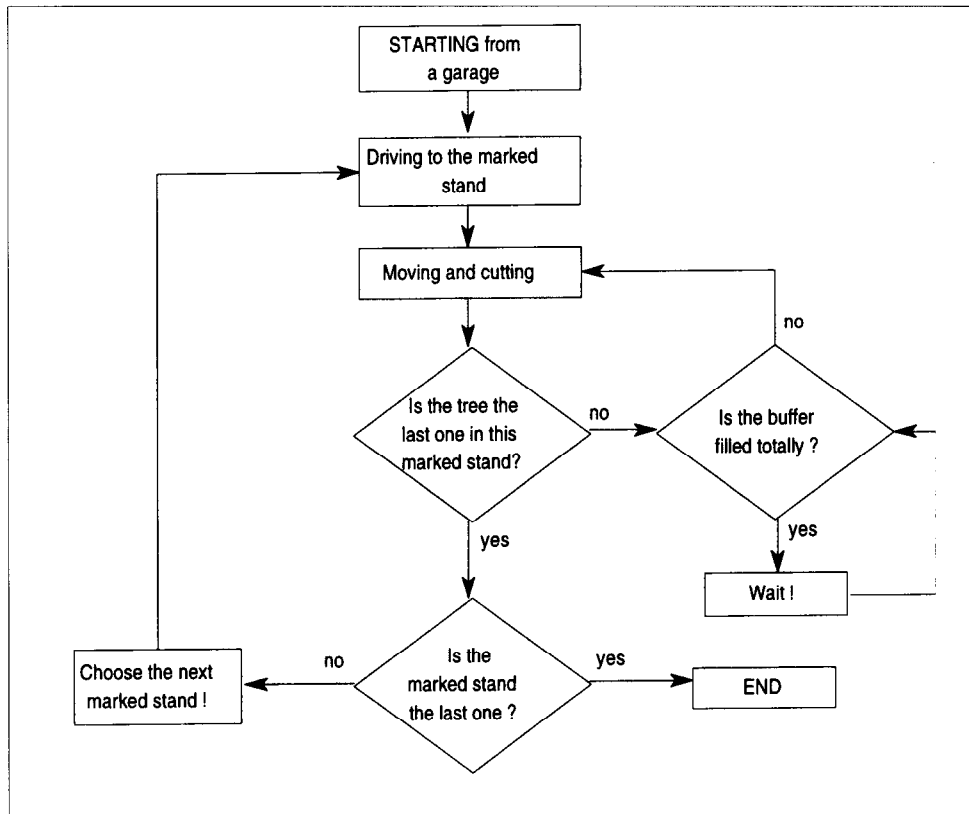 STARTING from
a garage
Driving to the marked
stand
Moving and cutting
no
Is the tree the
last one in this
marked stand?
no
Is the buffer
filled totally ?
yes
yes
Wait !
Is the
marked stand
the last one ?
no
yes
Choose the next
marked stand !
END